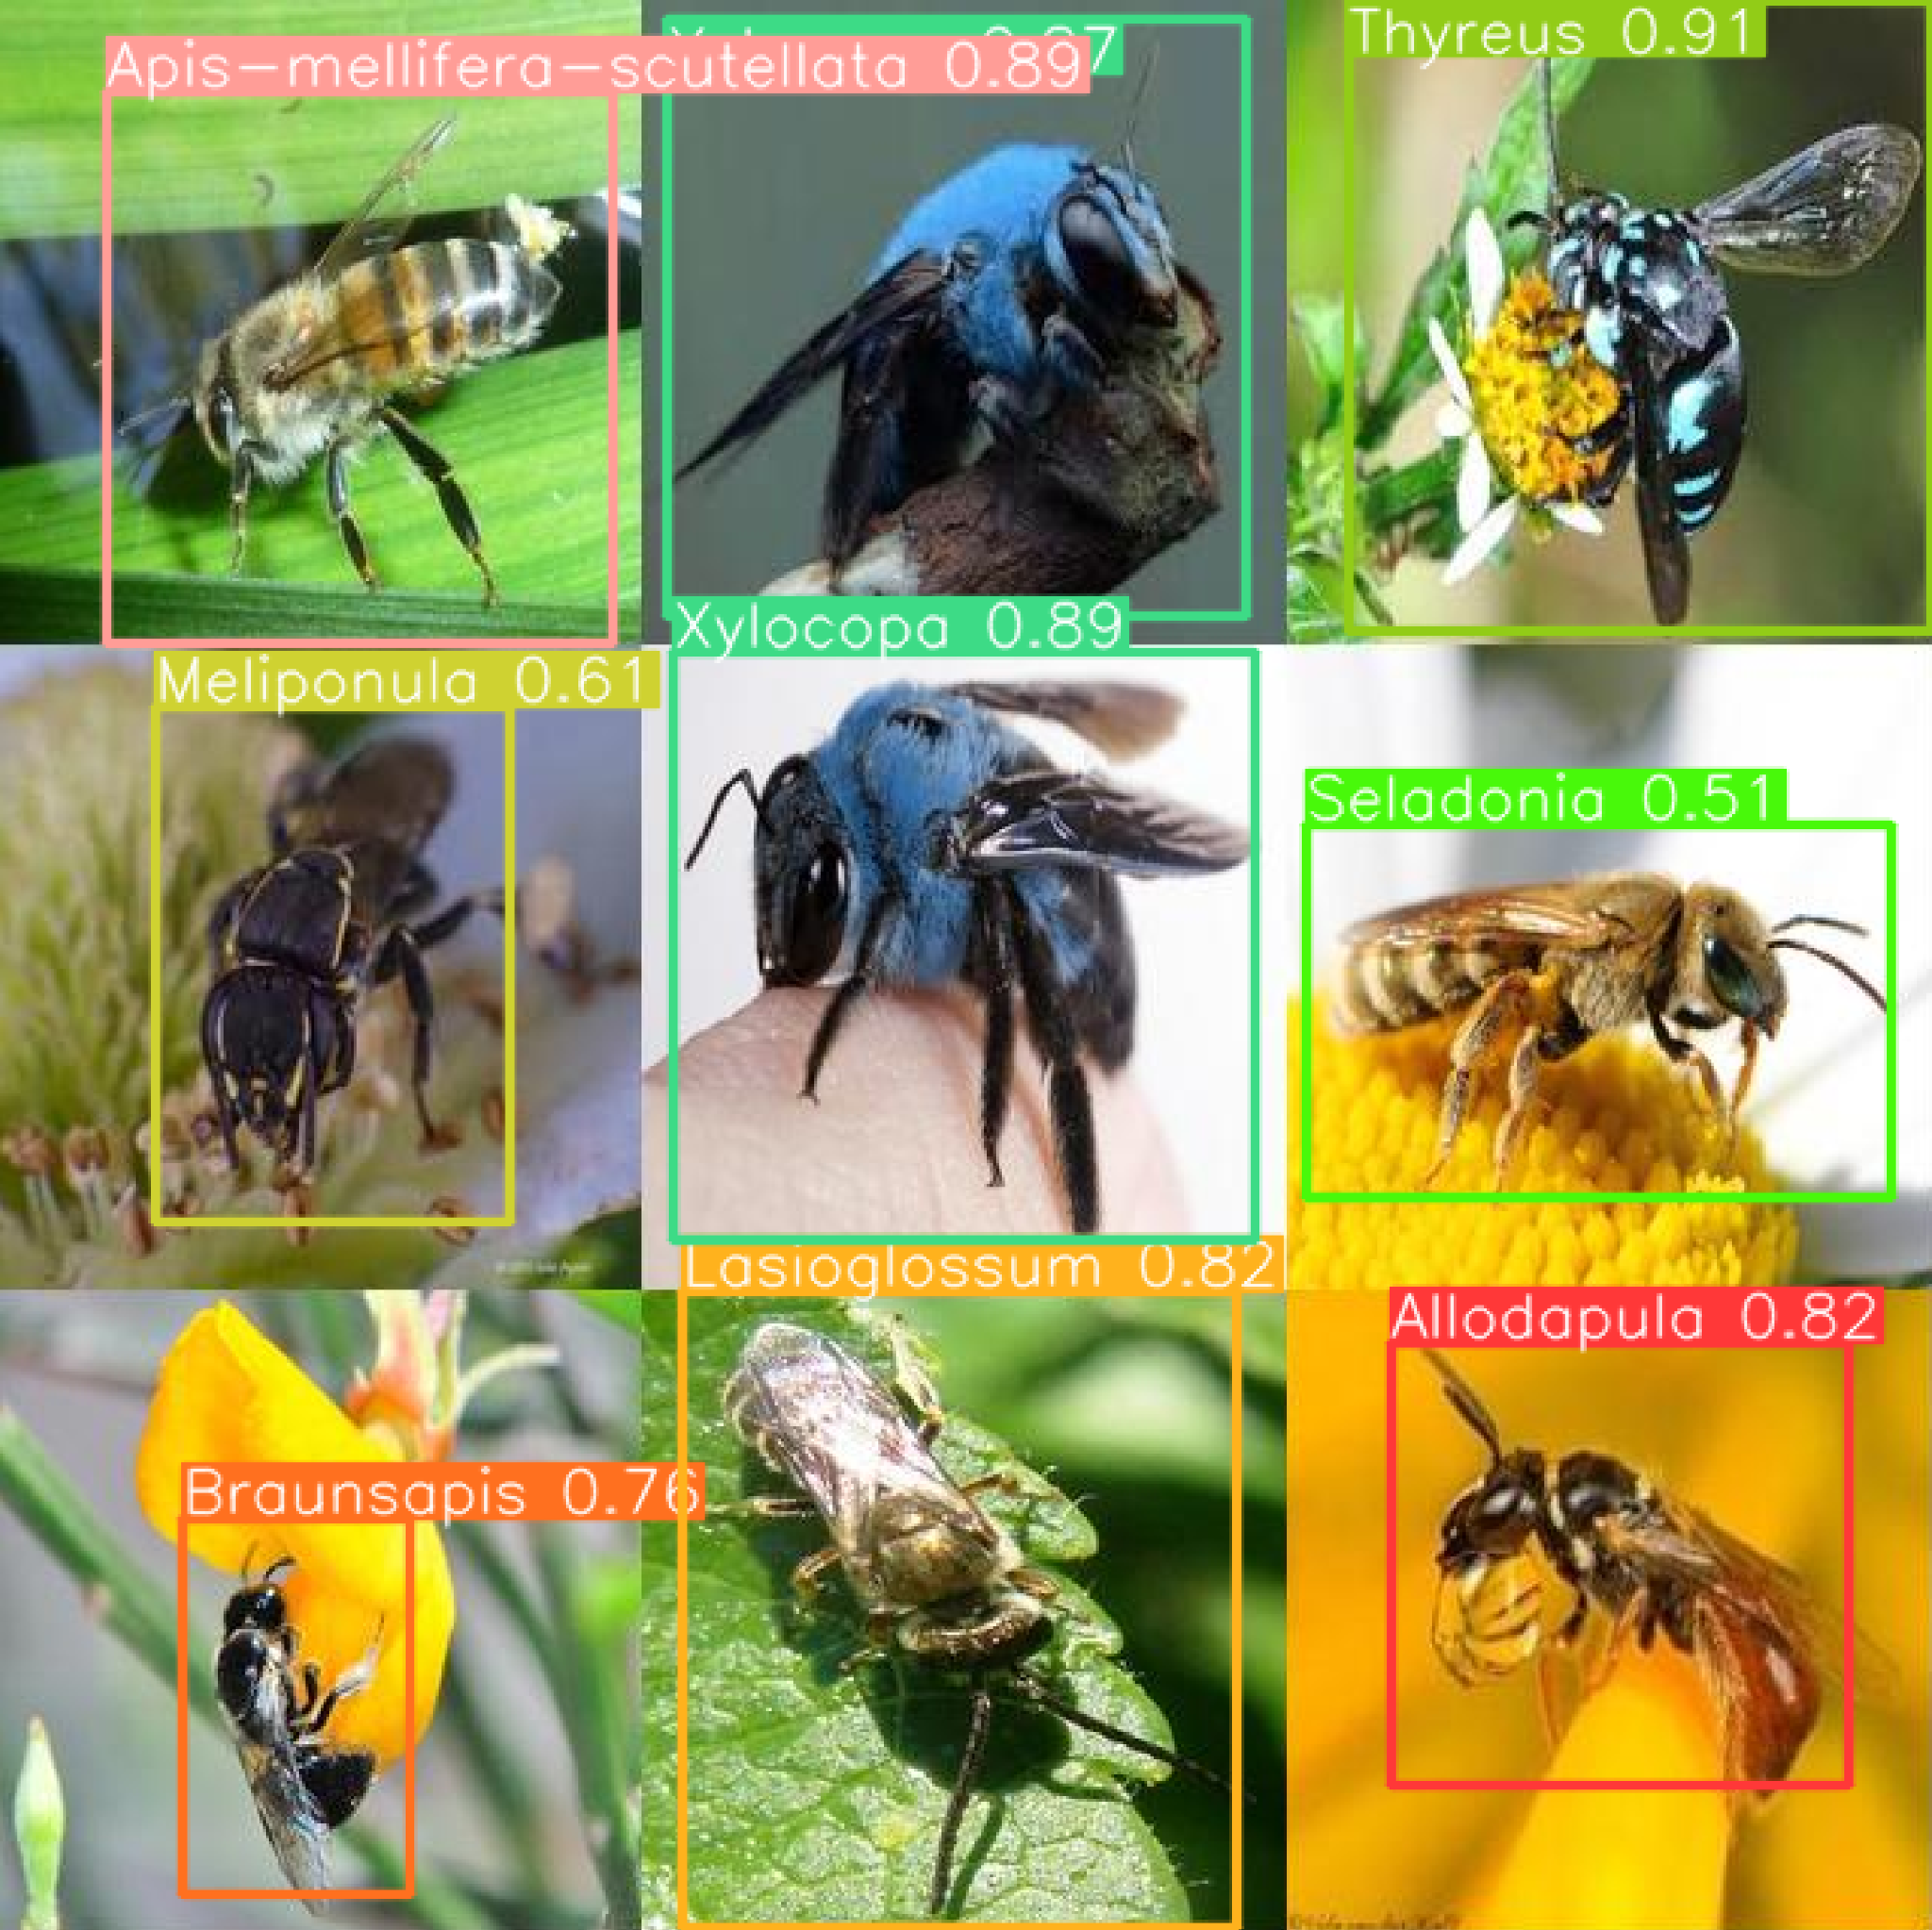 Apis-mellifera-scutellata 0.89
Thyreus 0.91
Meliponula 0.61
Xylocopa 0.89
Seladonia 0.51
Braunsapis 0.76
Lasioglossum 0.82
Allodapula 0.82